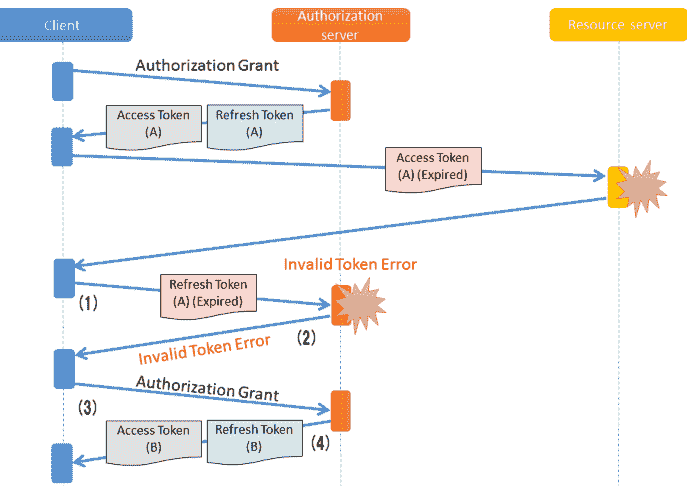 Client
Authorization
server
Resource server
Authorization Grant
Access Token
(A)
Refresh Token
(A)
Access Token
(A) (Expired)
Invalid Token Error
Refresh Token
(A) (Expired)
(1)
(2)
Invalid Token Error
(3)
Authorization Grant
Access Token
(B)
Refresh Token
(B)
(4)